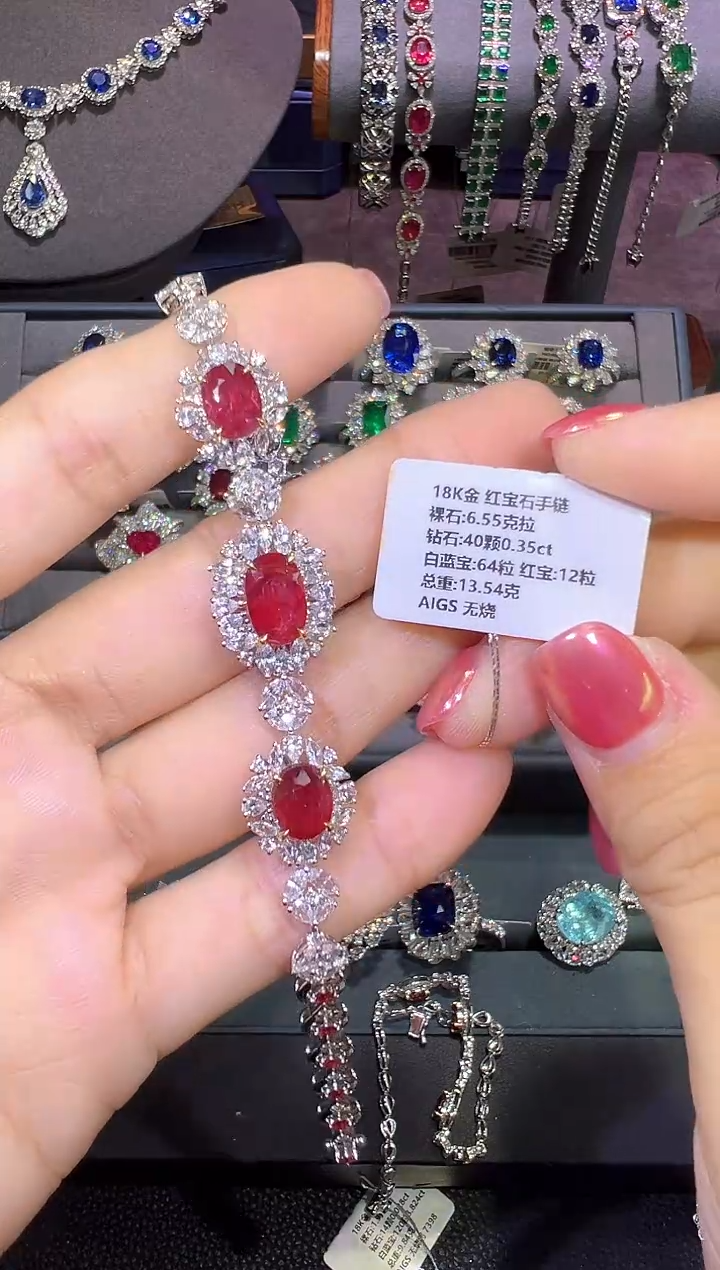 18K金 红宝石手链
裸石:6.55克拉
钻石:40颗0.35ct
白蓝宝:64粒 红宝:12粒
总重:13.54克
AIGS 无烧